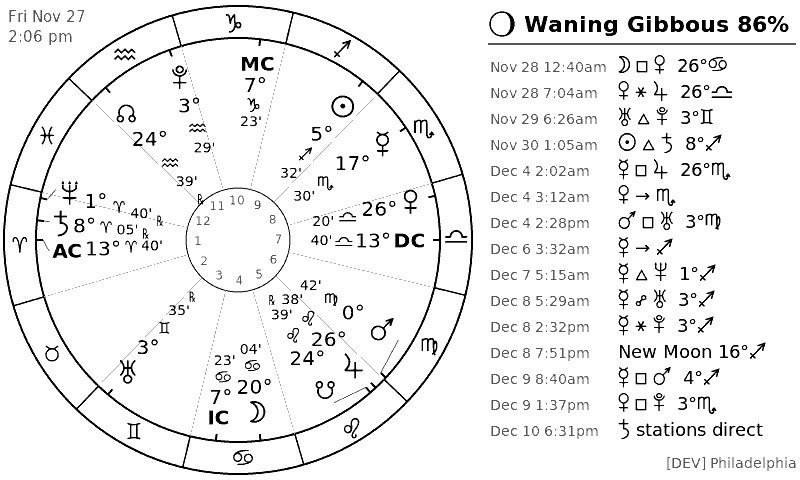 Fri Nov 27
2:06 pm
Waning Gibbous 86%
Nov 28 12:40am ☽ □ ♀ 26°♋
Nov 28 7:04am ♀ ⚹ ♃ 26°♎
Nov 29 6:26am ♅ △ ♇ 3°♊
Nov 30 1:05am ☉ △ ♄ 8°♐
Dec 4 2:02am ☿ □ ♃ 26°♏
Dec 4 3:12am ♀ → ♏
Dec 4 2:28pm ♂ □ ♅ 3°♍
Dec 6 3:32am ☿ → ♐
Dec 7 5:15am ☿ △ ♆ 1°♐
Dec 8 5:29am ☿ ☍ ♅ 3°♐
Dec 8 2:32pm ☿ ⚹ ♇ 3°♐
Dec 8 7:51pm New Moon 16°♐
Dec 9 8:40am ☿ □ ♂ 4°♐
Dec 9 1:37pm ♀ □ ♇ 3°♏
Dec 10 6:31pm ♄ stations direct
[DEV] Philadelphia
MC 7° ♑ 23'
☉ 5° ♐ 32'
☿ 17° ♏ 30'
20' ♎ 26° ♀
40' ♎ 13° DC
♂ 0° ♍ 42'
♃ 26° ♌ 38' ℞
☋ 24° ♌ 39'
04' ♋ 20° ☽
23' ♋ 7° IC
♅ 3° ♊ 35' ℞
AC 13° ♈ 40'
♄ 8° ♈ 05' ℞
♆ 1° ♈ 40' ℞
☊ 24° ♒ 39' ℞
♇ 3° ♒ 29'
♈ ♉ ♊ ♋ ♌ ♍ ♎ ♏ ♐ ♑ ♒ ♓
1 2 3 4 5 6 7 8 9 10 11 12